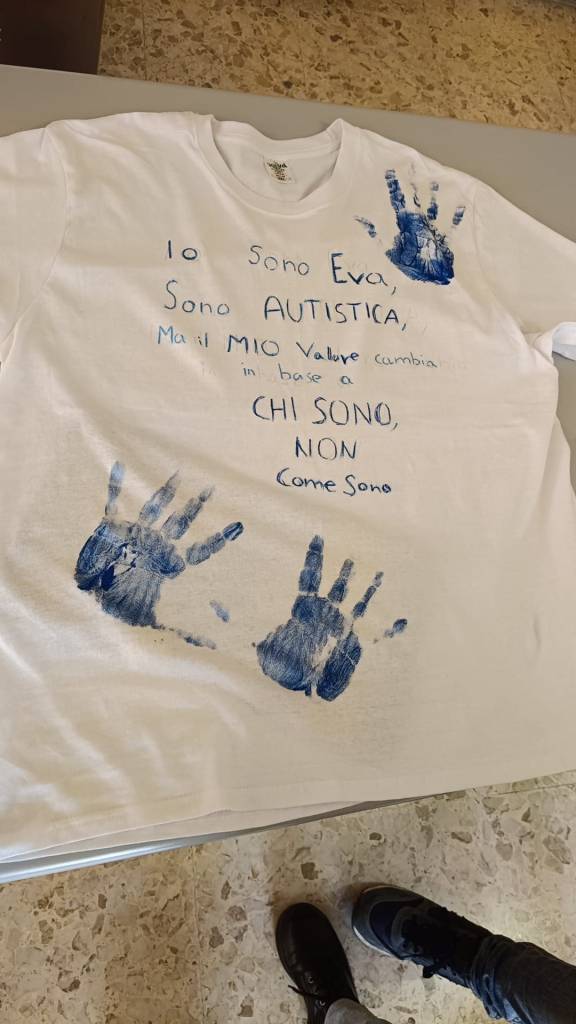 Io Sono Eva,
Sono AUTISTICA,
Ma il MIO Valore cambia
in base a
CHI SONO,
NON
Come Sono